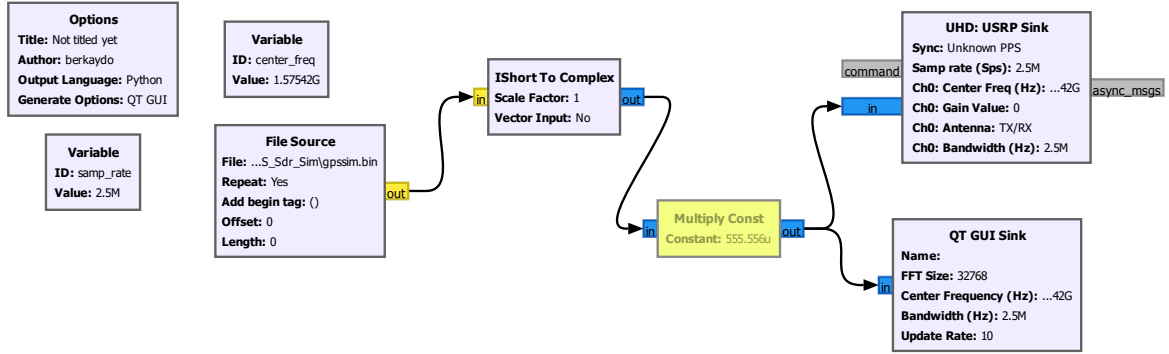 Options
Title: Not titled yet
Author: berkaydo
Output Language: Python
Generate Options: QT GUI
Variable
ID: center_freq
Value: 1.57542G
Variable
ID: samp_rate
Value: 2.5M
File Source
File: ...S_Sdr_Sim\gpssim.bin
Repeat: Yes
Add begin tag: ()
Offset: 0
Length: 0
out
in
IShort To Complex
Scale Factor: 1
Vector Input: No
out
in
Multiply Const
Constant: 555.556u
out
command
in
UHD: USRP Sink
Sync: Unknown PPS
Samp rate (Sps): 2.5M
Ch0: Center Freq (Hz): ...42G
Ch0: Gain Value: 0
Ch0: Antenna: TX/RX
Ch0: Bandwidth (Hz): 2.5M
async_msgs
in
QT GUI Sink
Name:
FFT Size: 32768
Center Frequency (Hz): ...42G
Bandwidth (Hz): 2.5M
Update Rate: 10